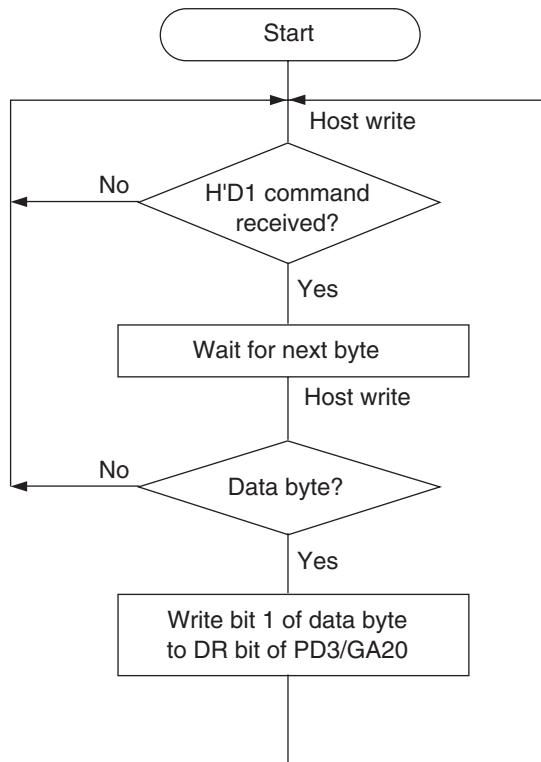 Start
Host write
No
H'D1 command
received?
Yes
Wait for next byte
Host write
No
Data byte?
Yes
Write bit 1 of data byte
to DR bit of PD3/GA20